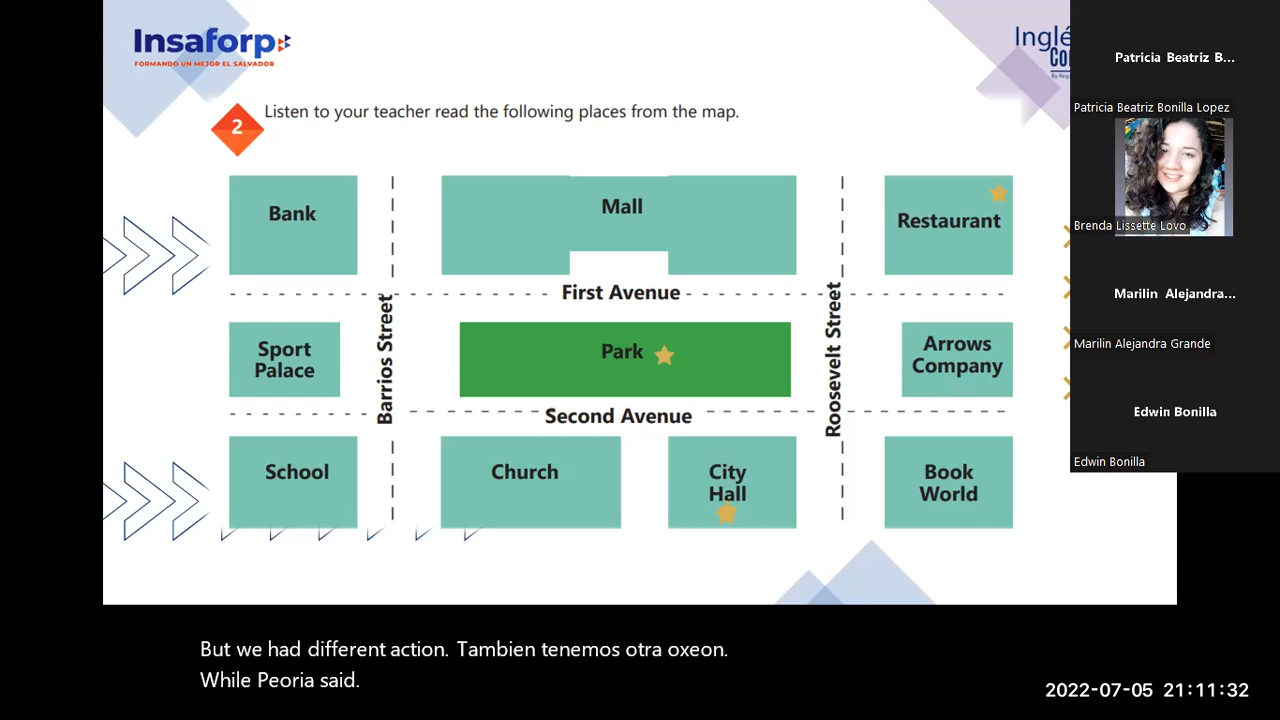 Insaforp
FORMANDO UN MEJOR EL SALVADOR
Inglé
2
Listen to your teacher read the following places from the map.
Bank
Mall
Restaurant
First Avenue
Barrios Street
Roosevelt Street
Sport
Palace
Park
Arrows
Company
Second Avenue
School
Church
City
Hall
Book
World
Patricia Beatriz B...
Patricia Beatriz Bonilla Lopez
Brenda Lissette Lovo
Marilin Alejandra...
Marilin Alejandra Grande
Edwin Bonilla
Edwin Bonilla
But we had different action. Tambien tenemos otra oxeon.
While Peoria said.
2022-07-05 21:11:32